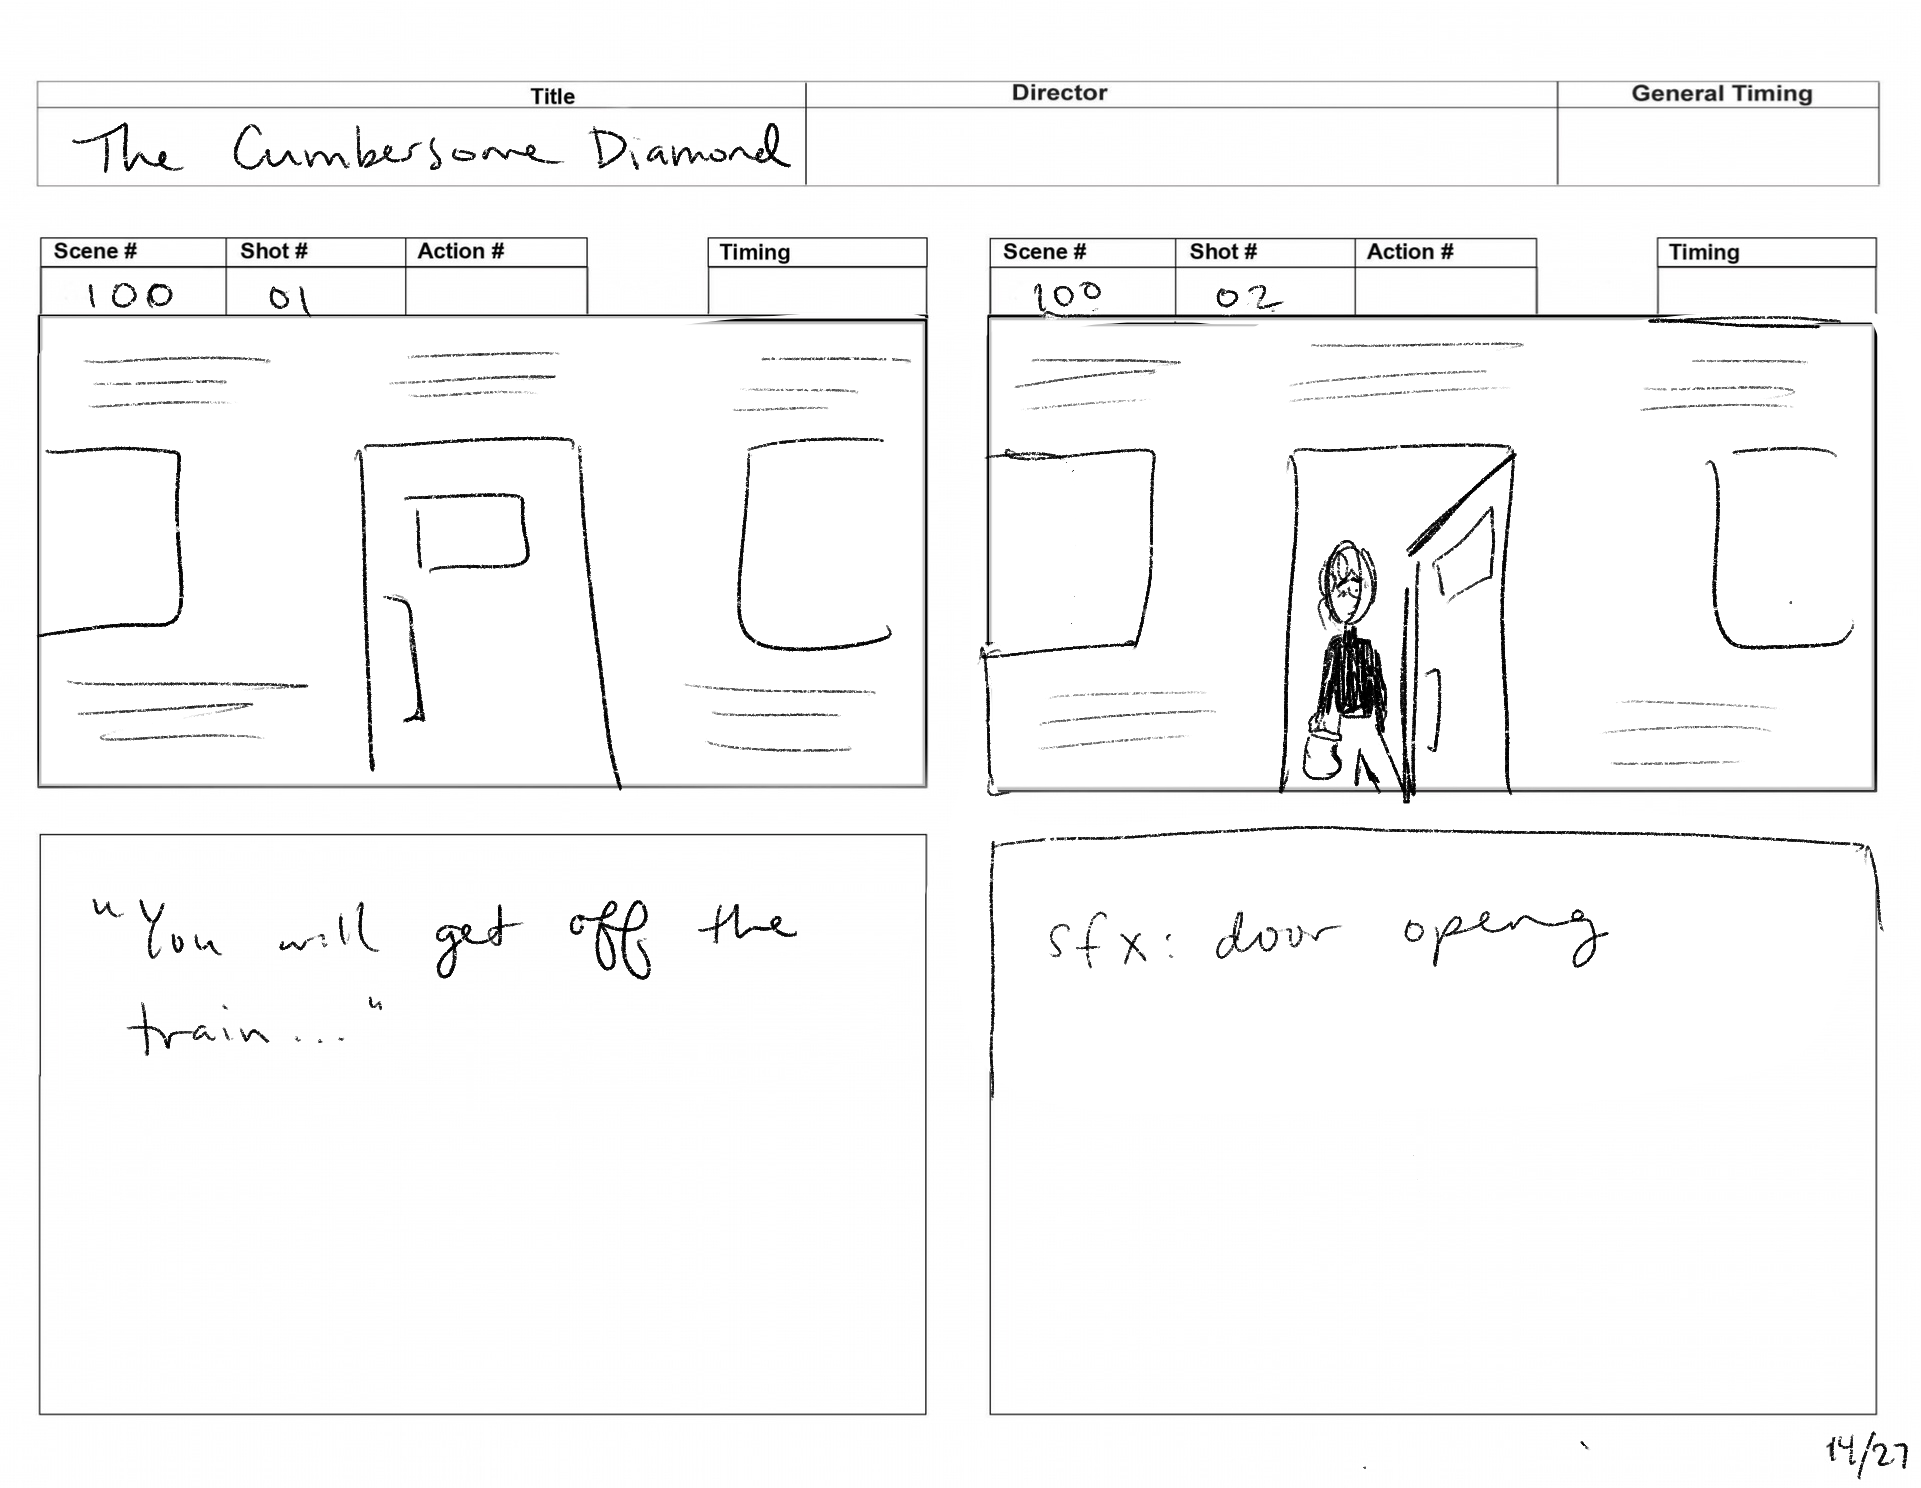 Title Director General Timing
The Cumbersome Diamond
Scene # Shot # Action # Timing
100 01
Scene # Shot # Action # Timing
100 02
"You will get off the
train..."
sfx: door openg
14/27